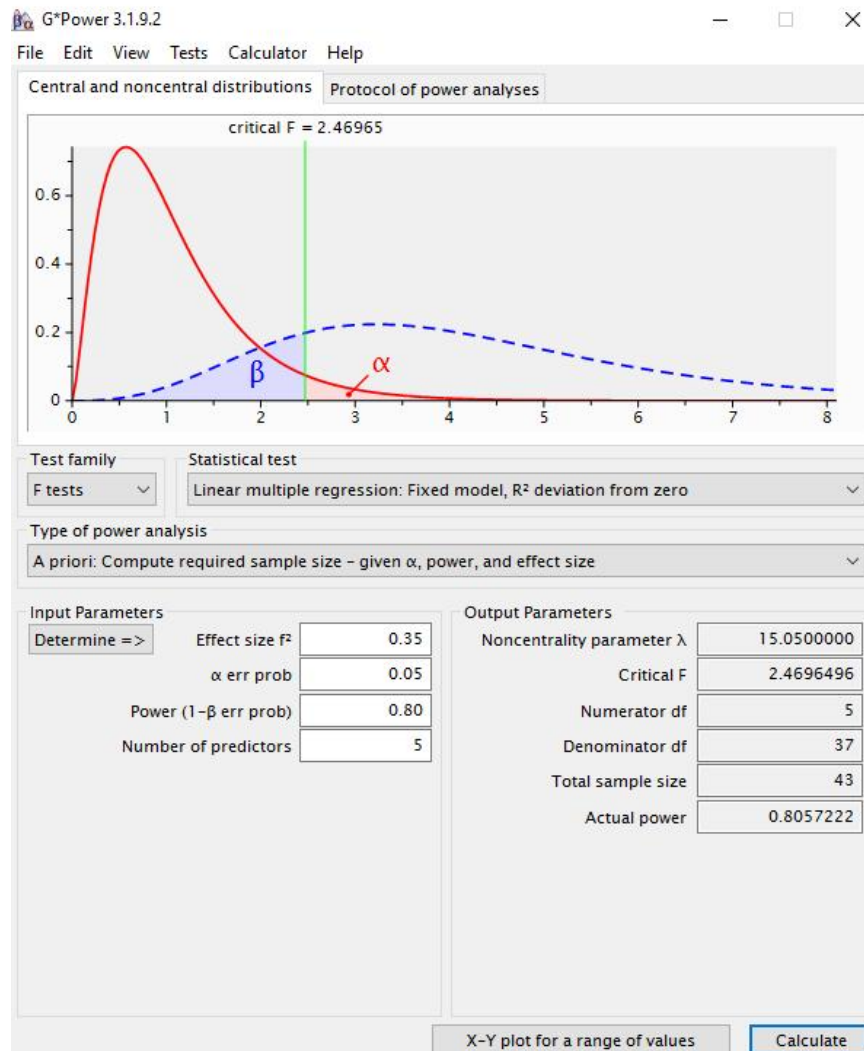 G*Power 3.1.9.2
File Edit View Tests Calculator Help
Central and noncentral distributions Protocol of power analyses
critical F = 2.46965
0.6
0.4
0.2
0
β
α
0 1 2 3 4 5 6 7 8
Test family Statistical test
F tests Linear multiple regression: Fixed model, R² deviation from zero
Type of power analysis
A priori: Compute required sample size – given α, power, and effect size
Input Parameters Output Parameters
Determine => Effect size f² 0.35 Noncentrality parameter λ 15.0500000
α err prob 0.05 Critical F 2.4696496
Power (1-β err prob) 0.80 Numerator df 5
Number of predictors 5 Denominator df 37
Total sample size 43
Actual power 0.8057222
X-Y plot for a range of values Calculate